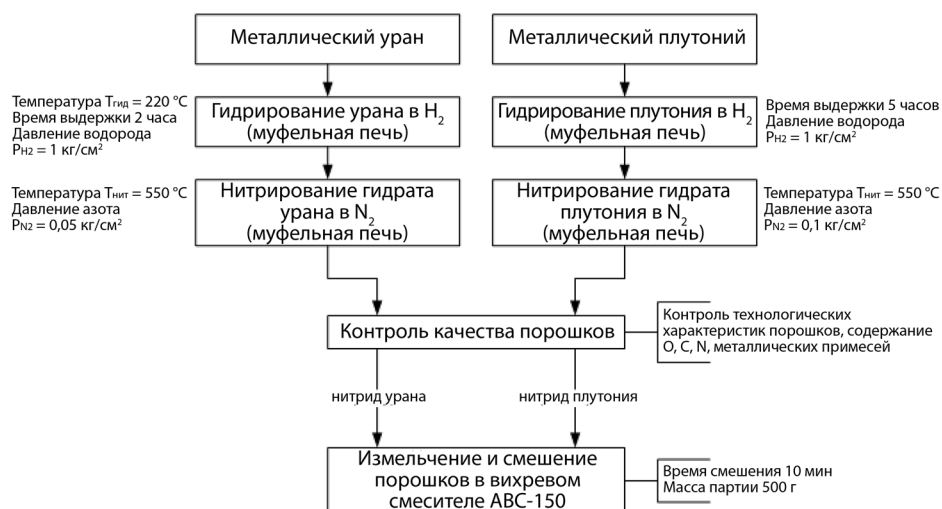 Металлический уран
Металлический плутоний
Температура Tгид = 220 °C
Время выдержки 2 часа
Давление водорода
PH2 = 1 кг/см²
Гидрирование урана в H₂
(муфельная печь)
Гидрирование плутония в H₂
(муфельная печь)
Время выдержки 5 часов
Давление водорода
PH2 = 1 кг/см²
Температура Tнит = 550 °C
Давление азота
PN2 = 0,05 кг/см²
Нитрирование гидрата
урана в N₂
(муфельная печь)
Нитрирование гидрата
плутония в N₂
(муфельная печь)
Температура Tнит = 550 °C
Давление азота
PN2 = 0,1 кг/см²
Контроль качества порошков
Контроль технологических
характеристик порошков, содержание
O, C, N, металлических примесей
нитрид урана
нитрид плутония
Измельчение и смешение
порошков в вихревом
смесителе АВС-150
Время смешения 10 мин
Масса партии 500 г